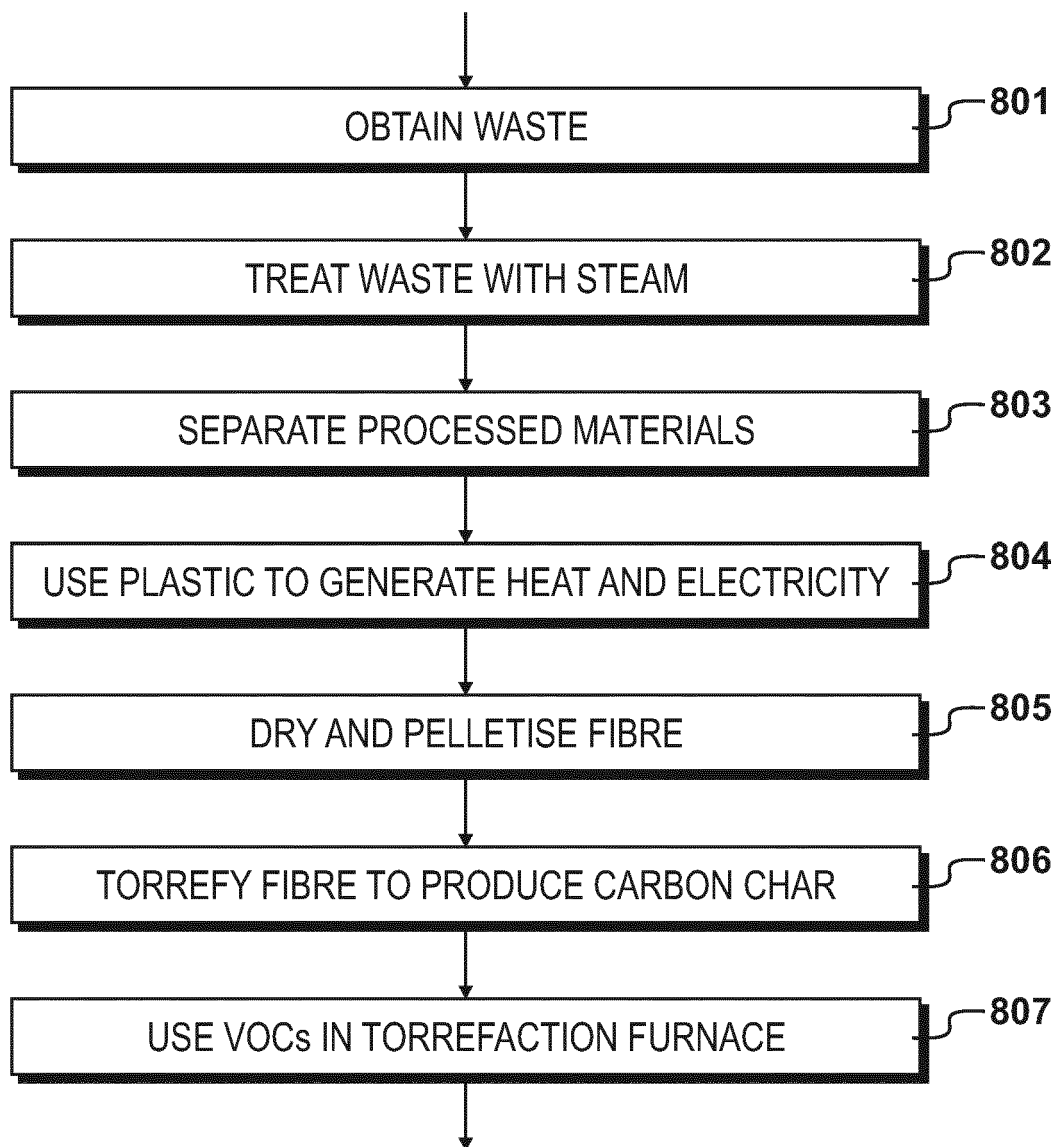 OBTAIN WASTE
801
TREAT WASTE WITH STEAM
802
SEPARATE PROCESSED MATERIALS
803
USE PLASTIC TO GENERATE HEAT AND ELECTRICITY
804
DRY AND PELLETISE FIBRE
805
TORREFY FIBRE TO PRODUCE CARBON CHAR
806
USE VOCs IN TORREFACTION FURNACE
807